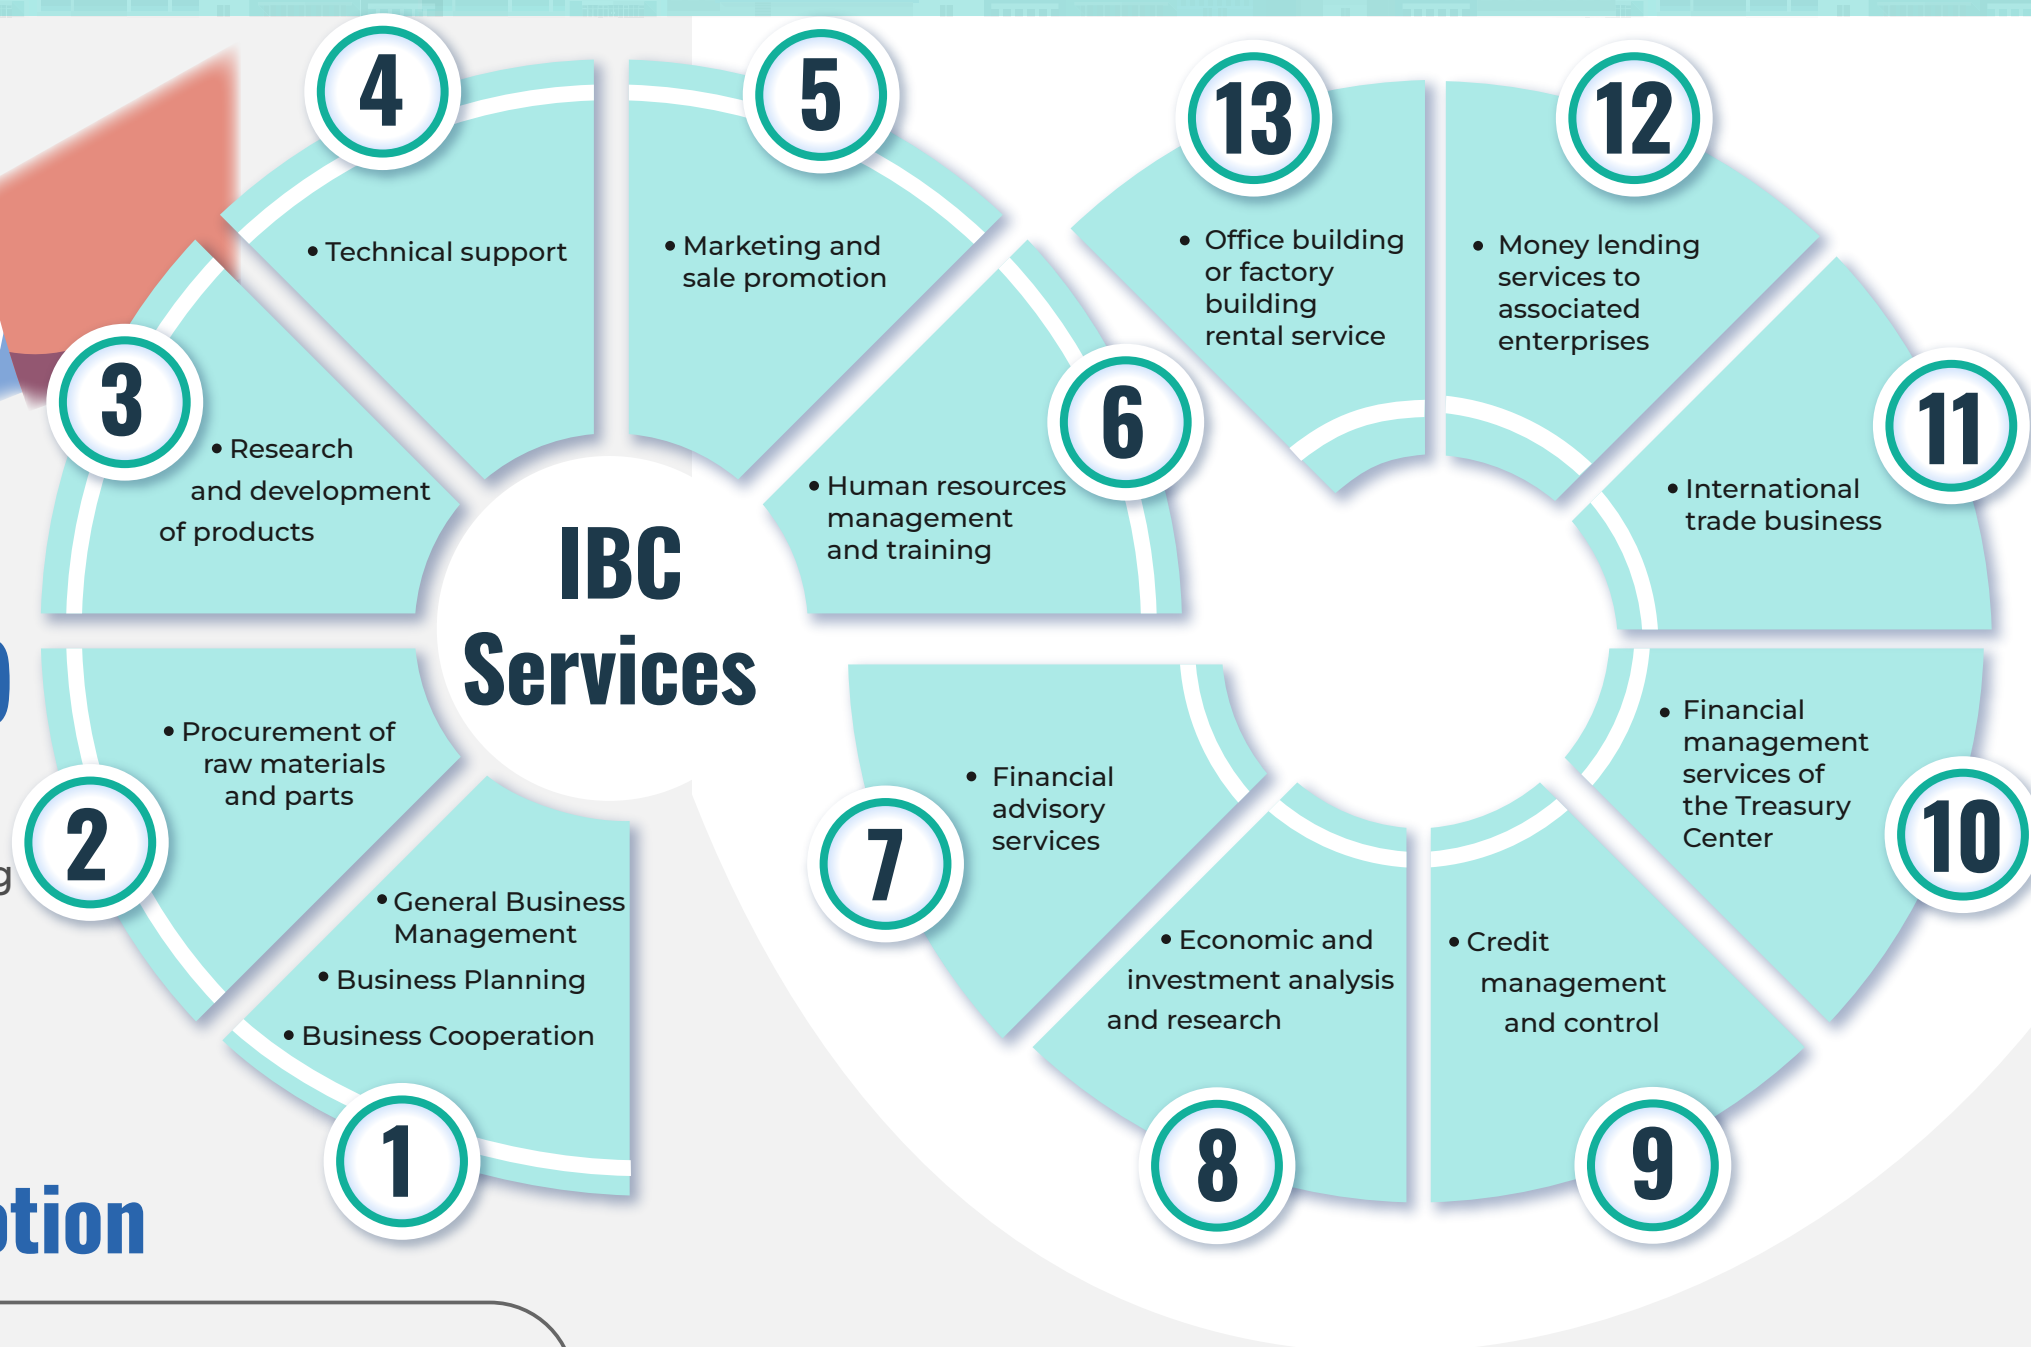 IBC
Services
1
• General Business
Management
• Business Planning
• Business Cooperation
2
• Procurement of
raw materials
and parts
3
• Research
and development
of products
4
• Technical support
5
• Marketing and
sale promotion
6
• Human resources
management
and training
7
• Financial
advisory
services
8
• Economic and
investment analysis
and research
9
• Credit
management
and control
10
• Financial
management
services of
the Treasury
Center
11
• International
trade business
12
• Money lending
services to
associated
enterprises
13
• Office building
or factory
building
rental service
g
otion